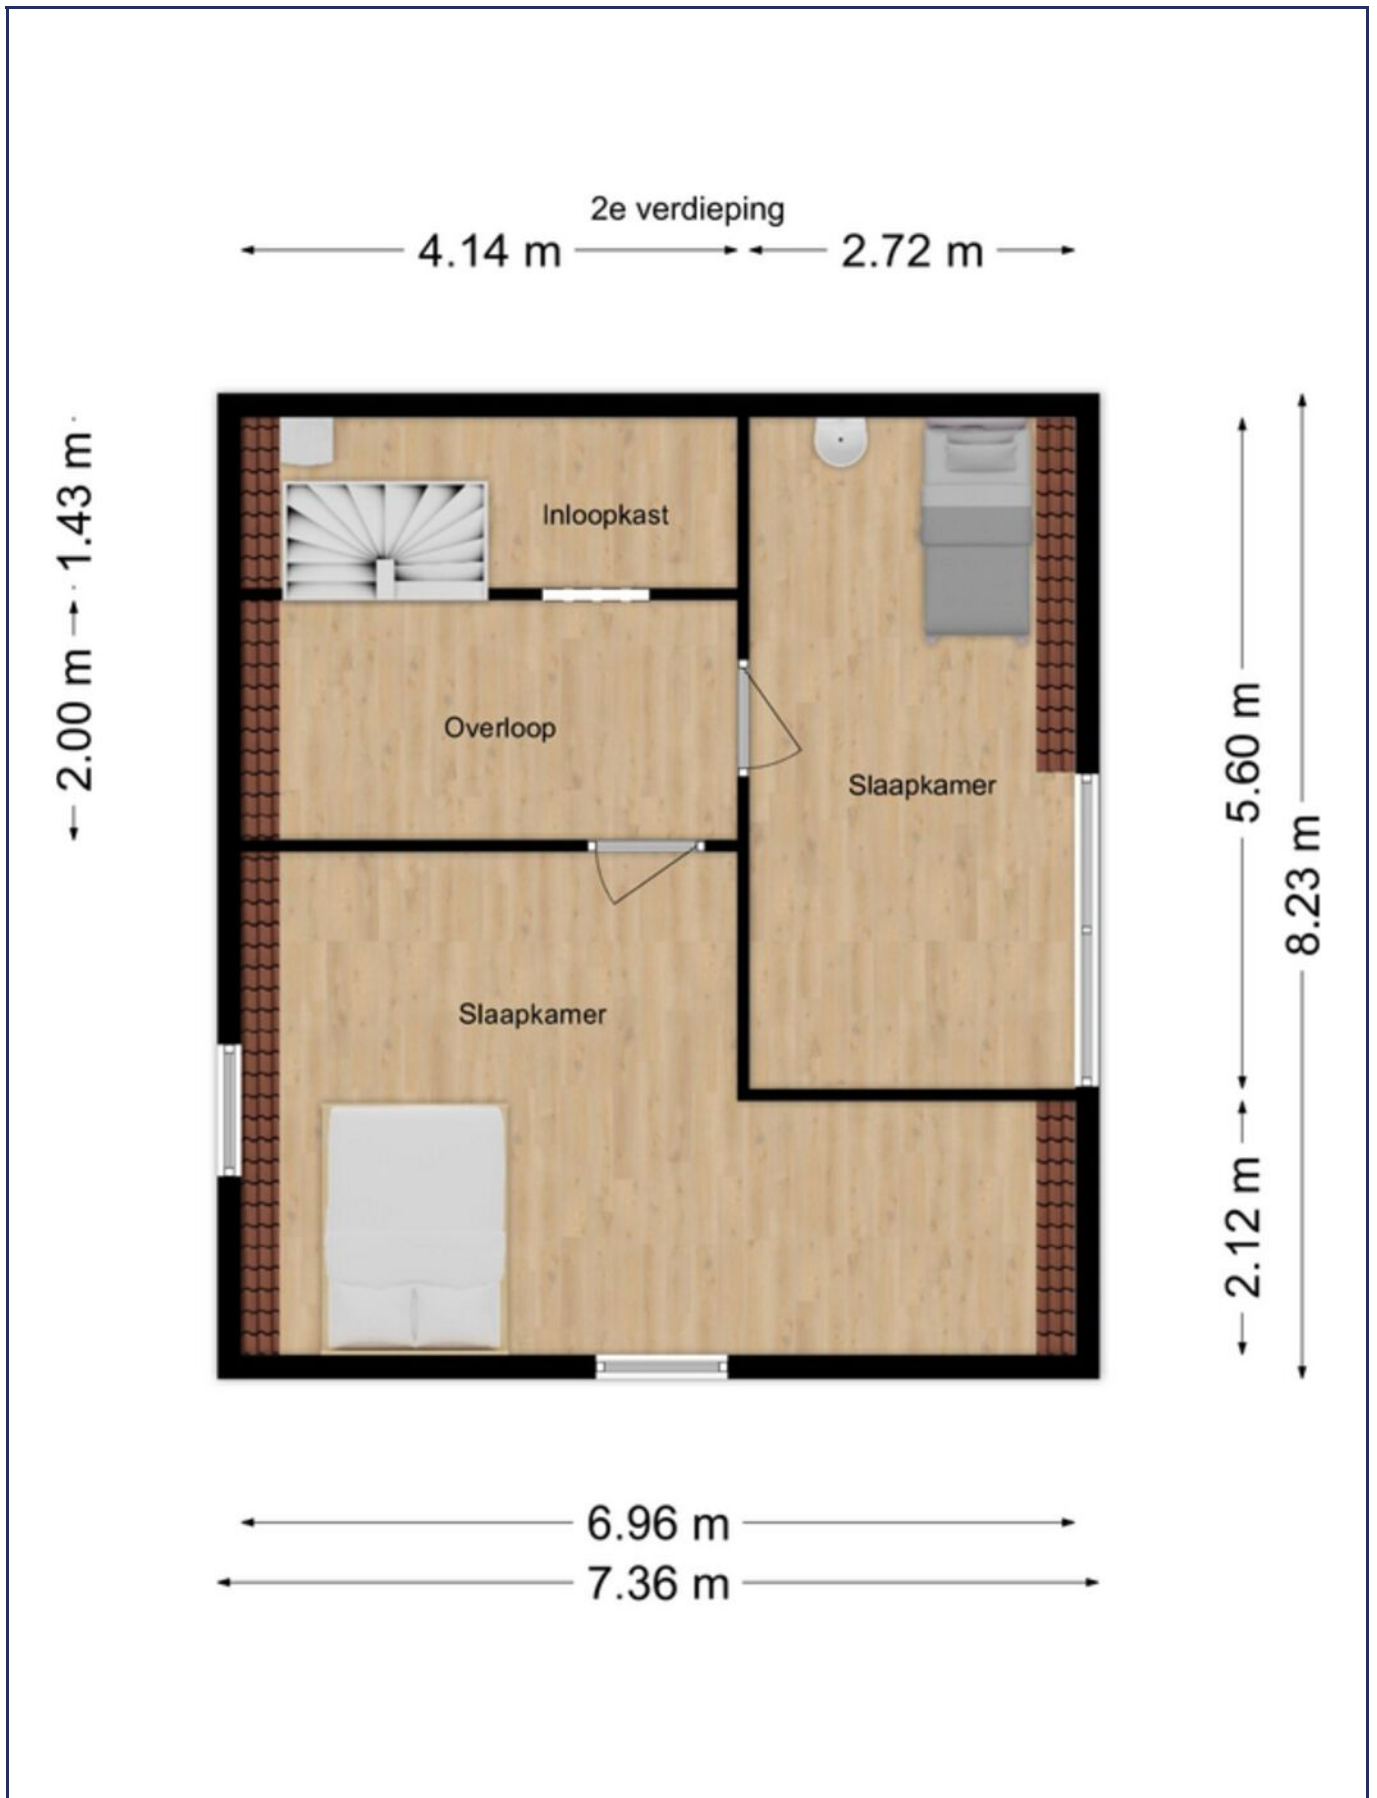 2e verdieping
4.14 m
2.72 m
1.43 m
2.00 m
Inloopkast
Overloop
Slaapkamer
Slaapkamer
5.60 m
8.23 m
2.12 m
6.96 m
7.36 m